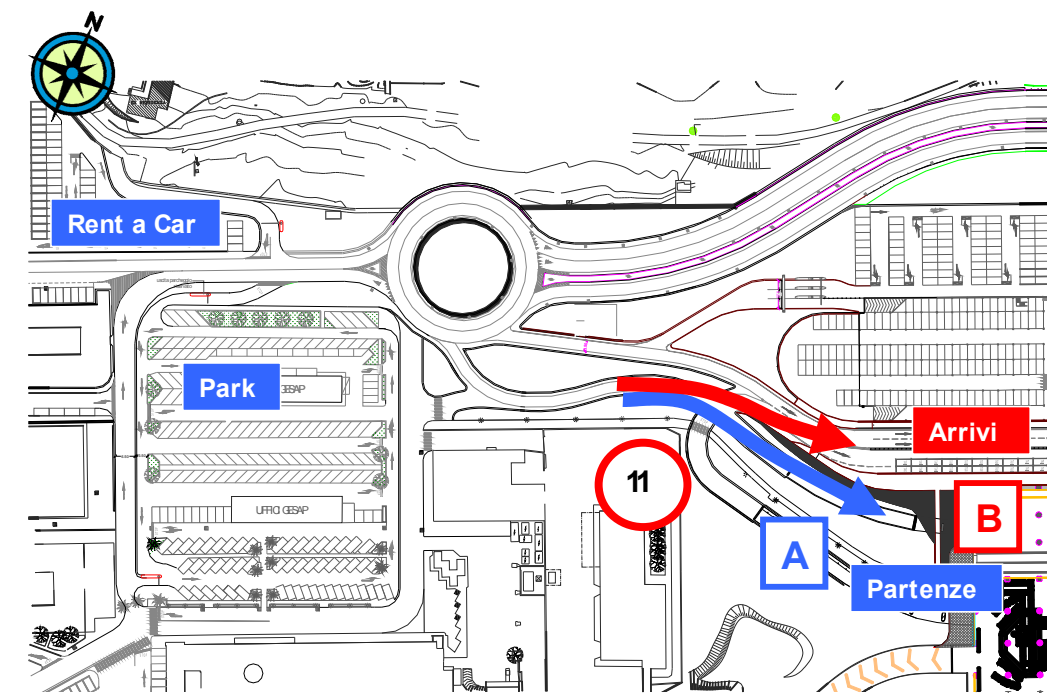 N
Rent a Car
Park
GESAP
Arrivi
11
B
UFFICI GESAP
A
Partenze